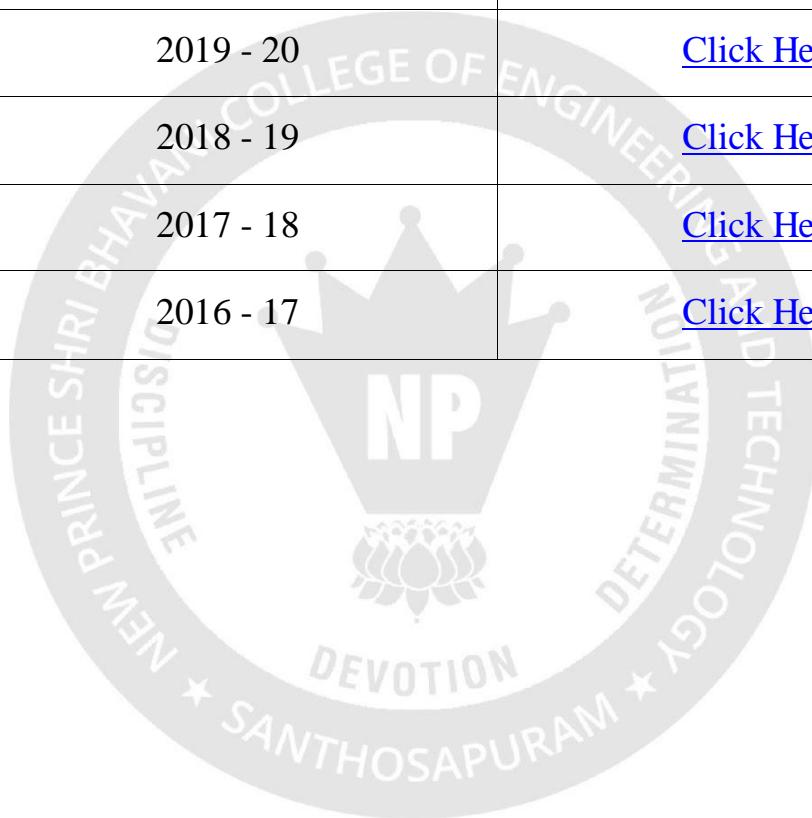 2019 - 20 Click He
2018 - 19 Click He
2017 - 18 Click He
2016 - 17 Click He
NEW PRINCE SHRI BHAVANI COLLEGE OF ENGINEERING AND TECHNOLOGY
DISCIPLINE
DETERMINATION
NP
DEVOTION
★ SANTHOSAPURAM ★